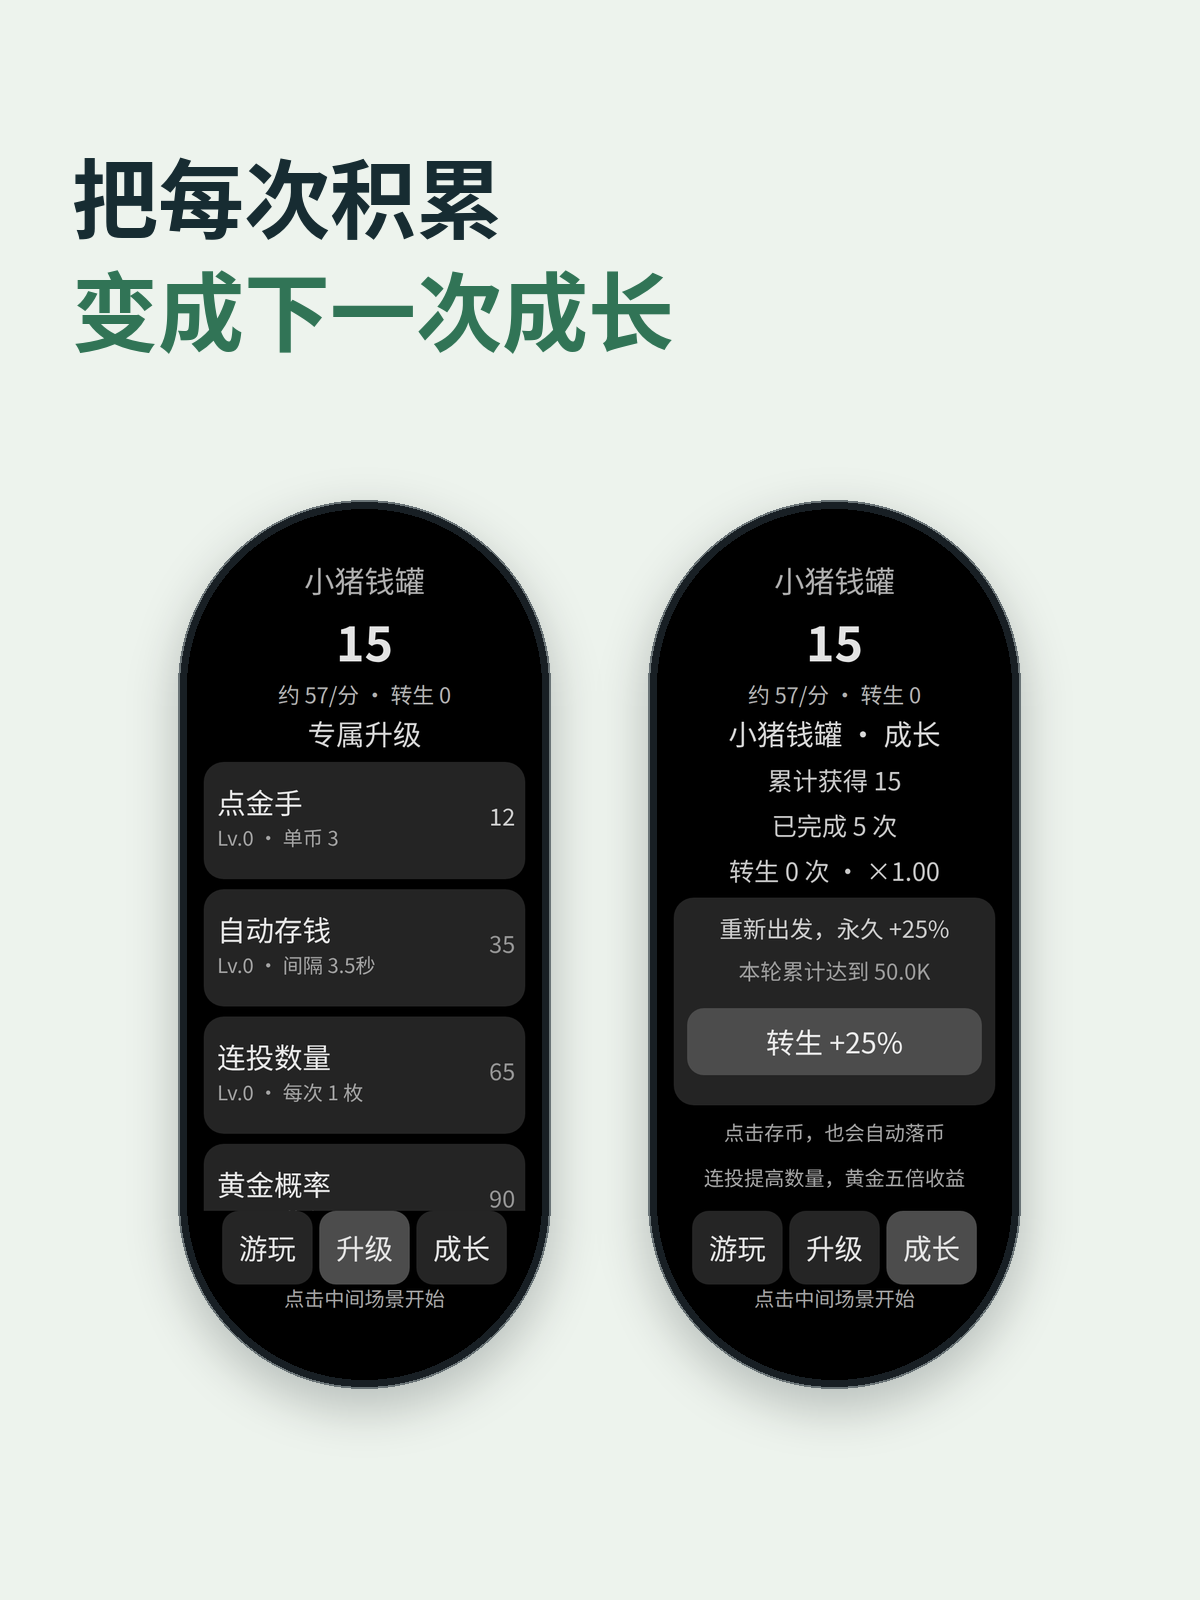 把每次积累
变成下一次成长
小猪钱罐
15
约 57/分 · 转生 0
专属升级
点金手
Lv.0 · 单币 3
12
自动存钱
Lv.0 · 间隔 3.5秒
35
连投数量
Lv.0 · 每次 1 枚
65
黄金概率
90
游玩
升级
成长
点击中间场景开始
小猪钱罐
15
约 57/分 · 转生 0
小猪钱罐 · 成长
累计获得 15
已完成 5 次
转生 0 次 · ×1.00
重新出发，永久 +25%
本轮累计达到 50.0K
转生 +25%
点击存币，也会自动落币
连投提高数量，黄金五倍收益
游玩
升级
成长
点击中间场景开始